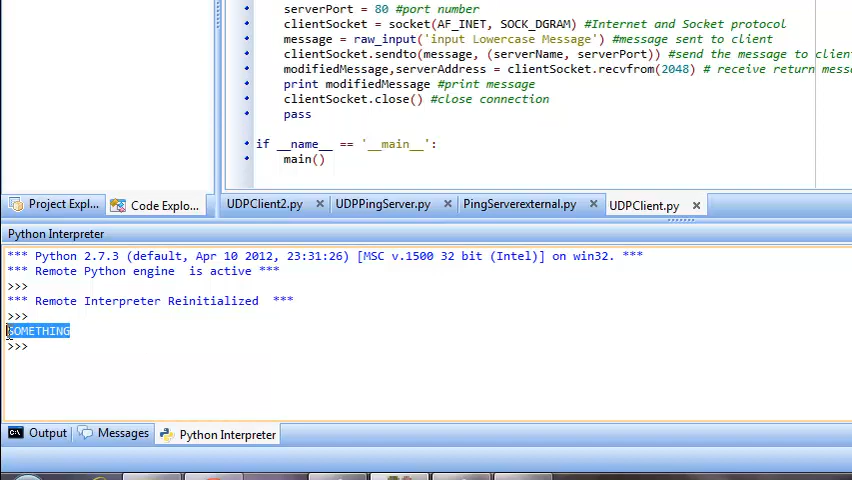 serverPort = 80 #port number
clientSocket = socket(AF_INET, SOCK_DGRAM) #Internet and Socket protocol
message = raw_input('input Lowercase Message') #message sent to client
clientSocket.sendto(message, (serverName, serverPort)) #send the message to client
modifiedMessage,serverAddress = clientSocket.recvfrom(2048) # receive return mess
print modifiedMessage #print message
clientSocket.close() #close connection
pass
if __name__ == '__main__':
main()
Project Expl... Code Explo...
UDPClient2.py UDPPingServer.py PingServerexternal.py UDPClient.py
Python Interpreter
*** Python 2.7.3 (default, Apr 10 2012, 23:31:26) [MSC v.1500 32 bit (Intel)] on win32. ***
*** Remote Python engine is active ***
>>>
*** Remote Interpreter Reinitialized ***
>>>
SOMETHING
>>>
Output Messages Python Interpreter